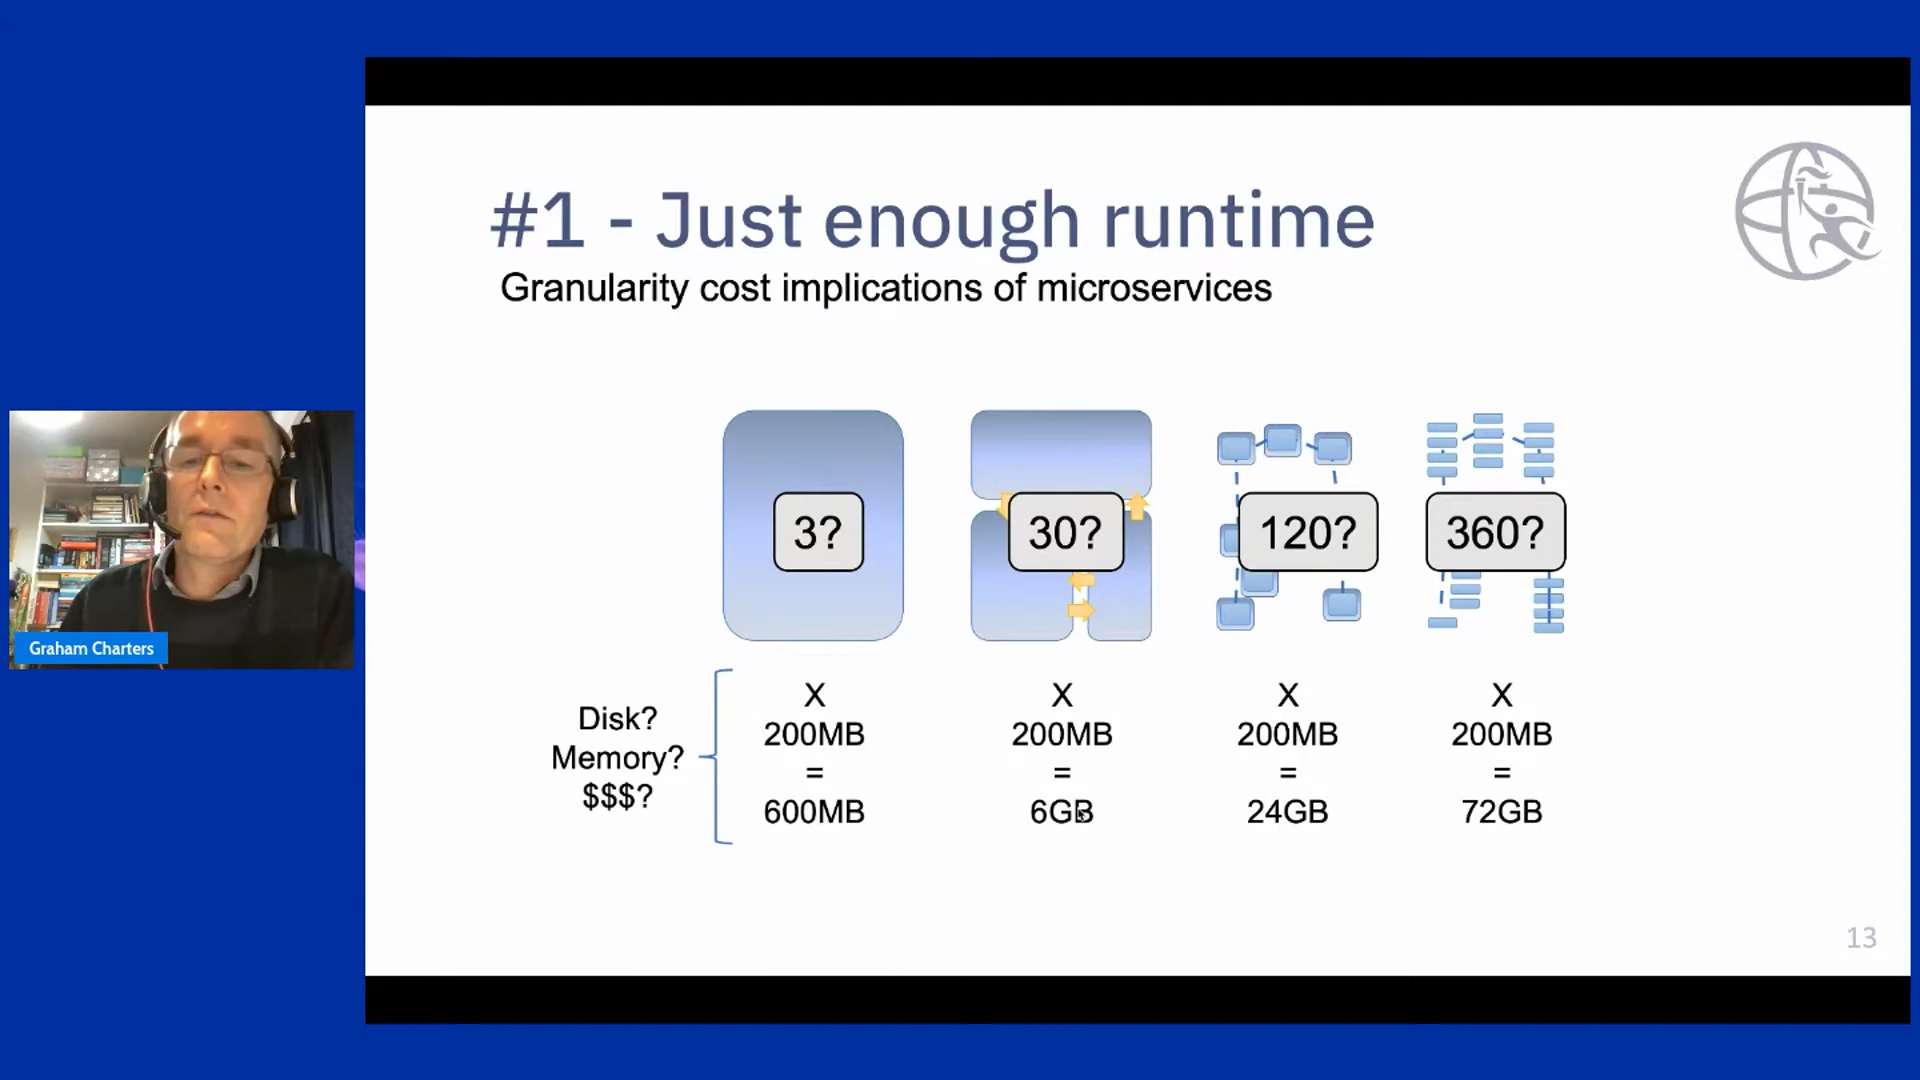 #1 - Just enough runtime
Granularity cost implications of microservices
3?
30?
120?
360?
Disk?
Memory?
$$$?
X
200MB
=
600MB
X
200MB
=
6GB
X
200MB
=
24GB
X
200MB
=
72GB
Graham Charters
13